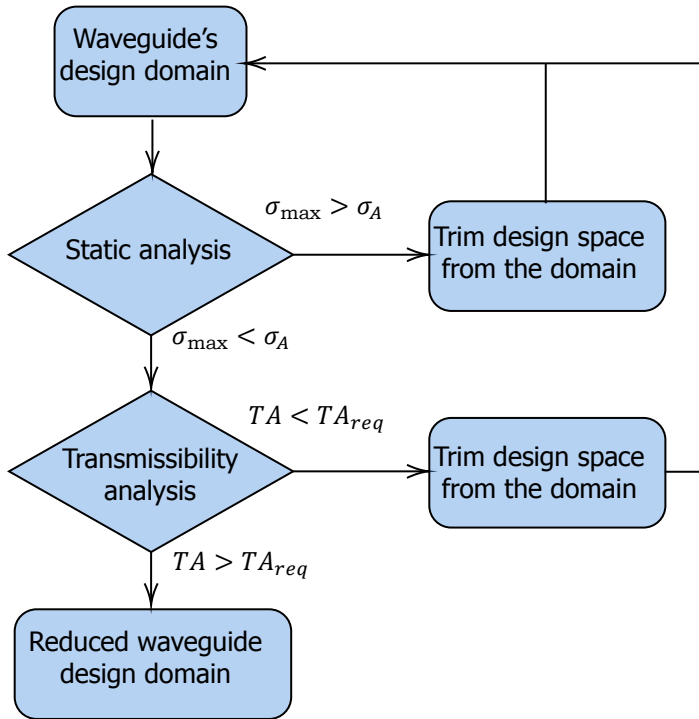 Waveguide's
design domain
σmax > σA
Static analysis
Trim design space
from the domain
σmax < σA
TA < TAreq
Transmissibility
analysis
Trim design space
from the domain
TA > TAreq
Reduced waveguide
design domain